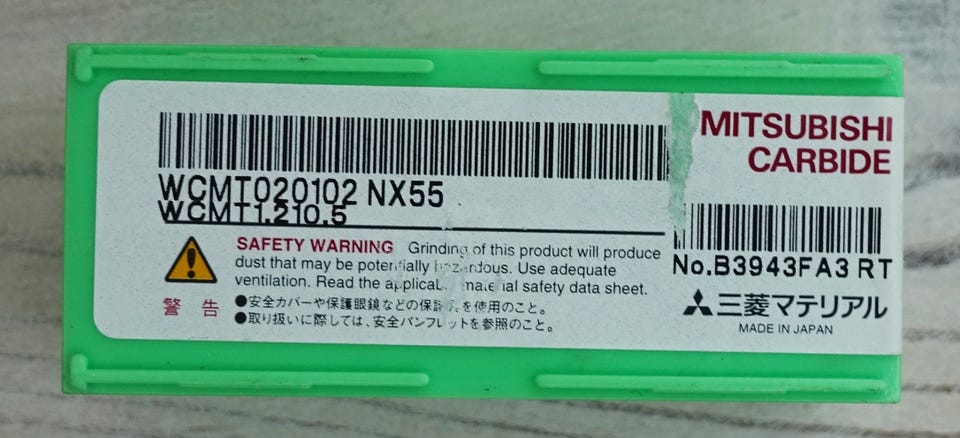 MITSUBISHI
CARBIDE
WCMT020102 NX55
WCMT1.210.5
SAFETY WARNING Grinding of this product will produce
dust that may be potentially hazardous. Use adequate
ventilation. Read the applicable material safety data sheet.
警告
●安全カバーや保護眼鏡などの保護具を使用のこと。
●取り扱いに際しては、安全パンフレットを参照のこと。
No.B3943FA3 RT
三菱マテリアル
MADE IN JAPAN